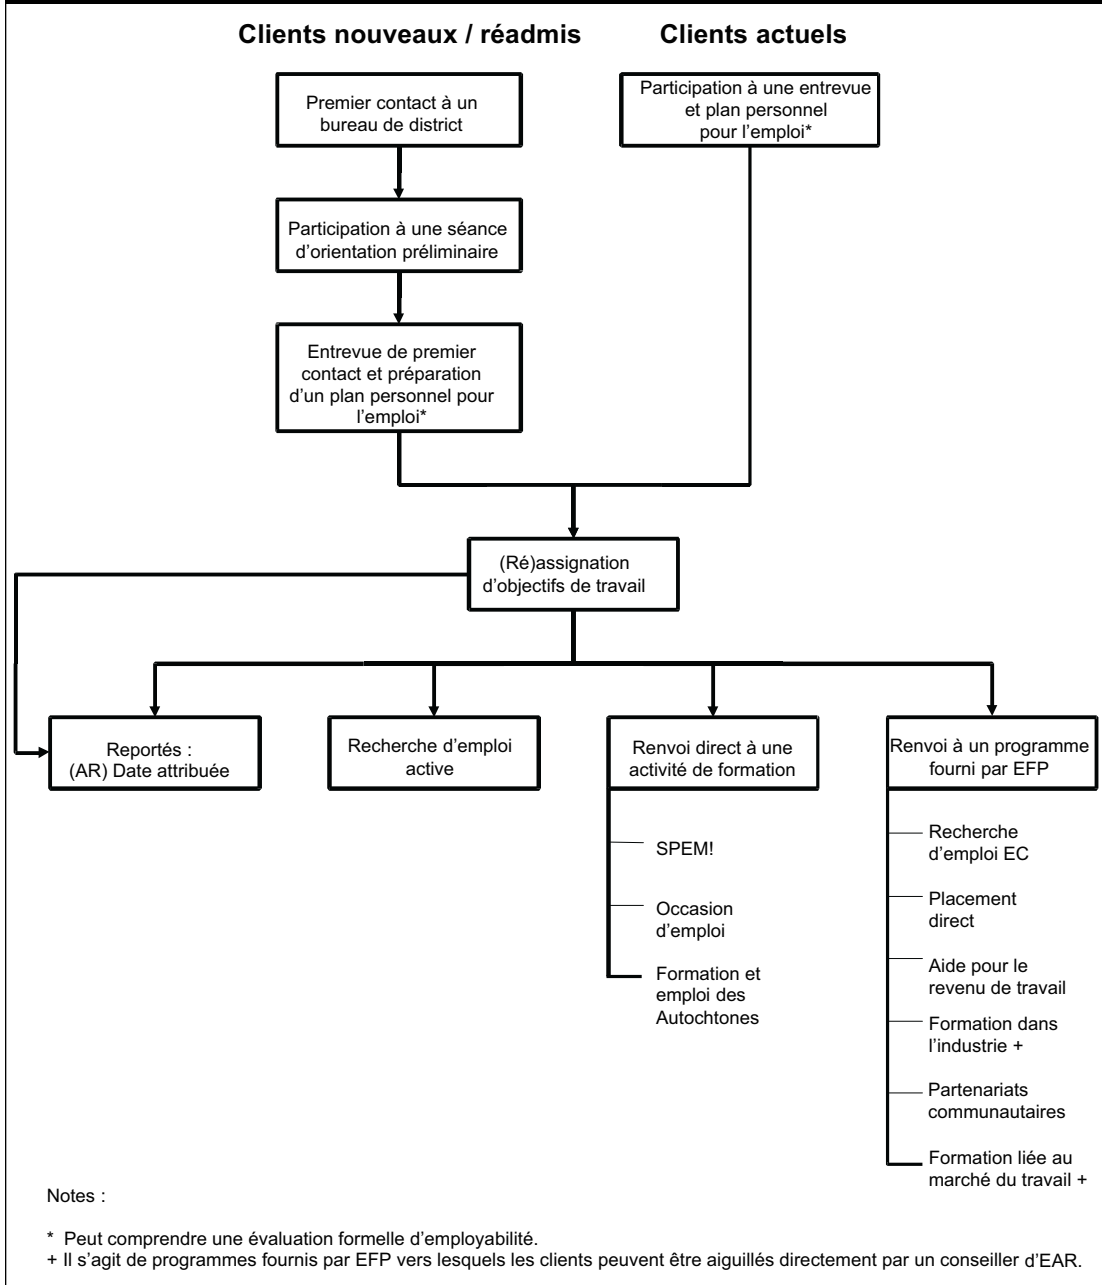 Clients nouveaux / réadmis
Clients actuels
Premier contact à un
bureau de district
Participation à une entrevue
et plan personnel
pour l'emploi*
Participation à une séance
d'orientation préliminaire
Entrevue de premier
contact et préparation
d'un plan personnel pour
l'emploi*
(Ré)assignation
d'objectifs de travail
Reportés :
(AR) Date attribuée
Recherche d'emploi
active
Renvoi direct à une
activité de formation
SPEM!
Occasion
d'emploi
Formation et
emploi des
Autochtones
Renvoi à un programme
fourni par EFP
Recherche
d'emploi EC
Placement
direct
Aide pour le
revenu de travail
Formation dans
l'industrie +
Partenariats
communautaires
Formation liée au
marché du travail +
Notes :
* Peut comprendre une évaluation formelle d'employabilité.
+ Il s'agit de programmes fournis par EFP vers lesquels les clients peuvent être aiguillés directement par un conseiller d'EAR.